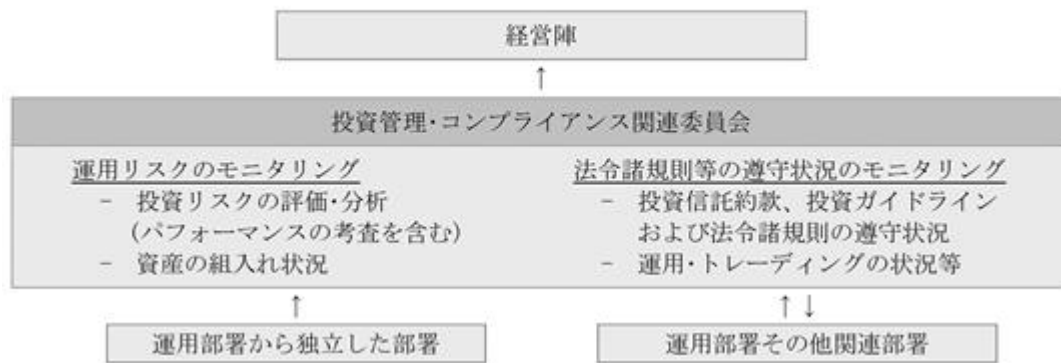 経営陣
↑
投資管理・コンプライアンス関連委員会
運用リスクのモニタリング
－ 投資リスクの評価・分析
(パフォーマンスの考査を含む)
－ 資産の組入れ状況
法令諸規則等の遵守状況のモニタリング
－ 投資信託約款、投資ガイドライン
および法令諸規則の遵守状況
－ 運用・トレーディングの状況等
↑
↑↓
運用部署から独立した部署
運用部署その他関連部署